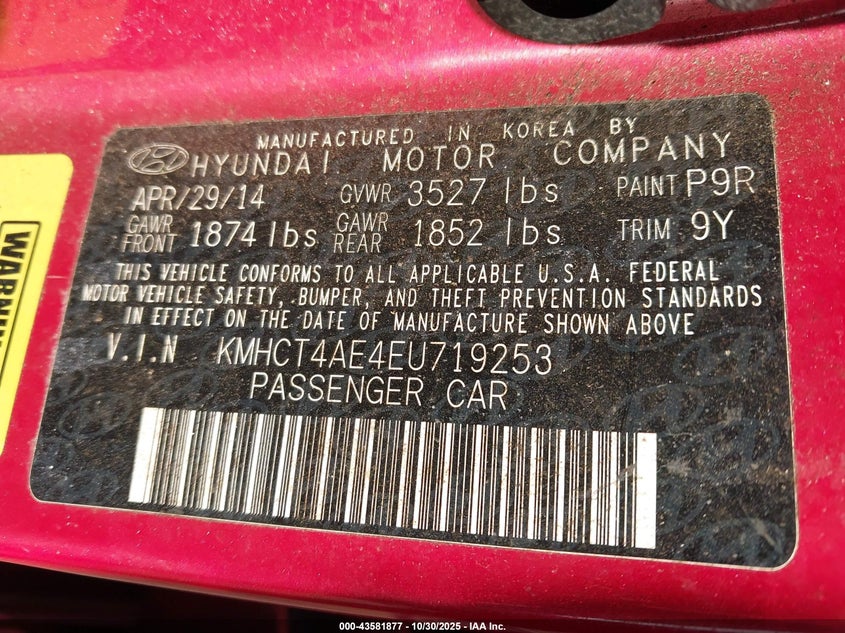 MANUFACTURED IN KOREA BY
HYUNDAI MOTOR COMPANY
APR/29/14 GVWR 3527 lbs PAINT P9R
GAWR FRONT 1874 lbs GAWR REAR 1852 lbs TRIM 9Y
THIS VEHICLE CONFORMS TO ALL APPLICABLE U.S.A. FEDERAL
MOTOR VEHICLE SAFETY, BUMPER, AND THEFT PREVENTION STANDARDS
IN EFFECT ON THE DATE OF MANUFACTURE SHOWN ABOVE
V.I.N KMHCT4AE4EU719253
PASSENGER CAR
000-43581877 - 10/30/2025 - IAA Inc.